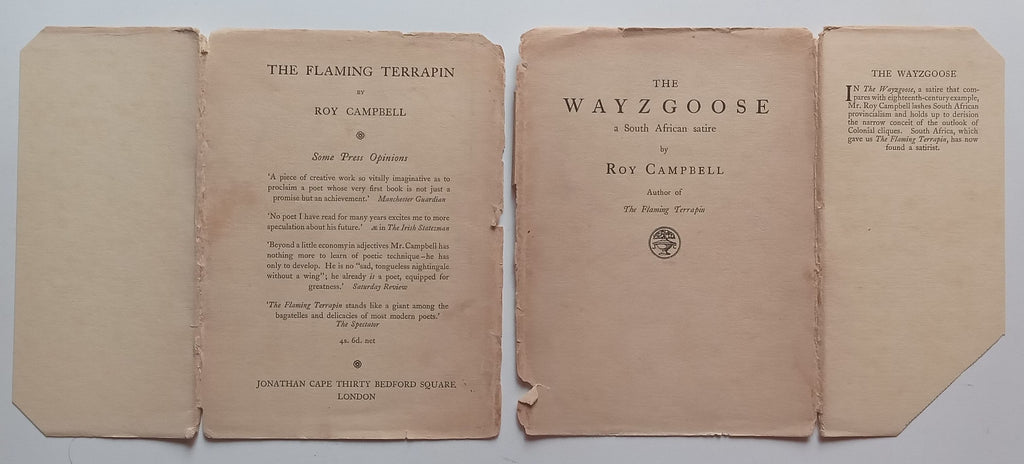 THE FLAMING TERRAPIN
BY
ROY CAMPBELL
Some Press Opinions
'A piece of creative work so vitally imaginative as to
proclaim a poet whose very first book is not just a
promise but an achievement.' Manchester Guardian
'No poet I have read for many years excites me to more
speculation about his future.' æ in The Irish Statesman
'Beyond a little economy in adjectives Mr. Campbell has
nothing more to learn of poetic technique–he has
only to develop. He is no "sad, tongueless nightingale
without a wing"; he already is a poet, equipped for
greatness.' Saturday Review
'The Flaming Terrapin stands like a giant among the
bagatelles and delicacies of most modern poets.'
The Spectator
4s. 6d. net
JONATHAN CAPE THIRTY BEDFORD SQUARE
LONDON
THE
WAYZGOOSE
a South African satire
by
ROY CAMPBELL
Author of
The Flaming Terrapin
THE WAYZGOOSE
IN The Wayzgoose, a satire that com-
pares with eighteenth-century example,
Mr. Roy Campbell lashes South African
provincialism and holds up to derision
the narrow conceit of the outlook of
Colonial cliques. South Africa, which
gave us The Flaming Terrapin, has now
found a satirist.